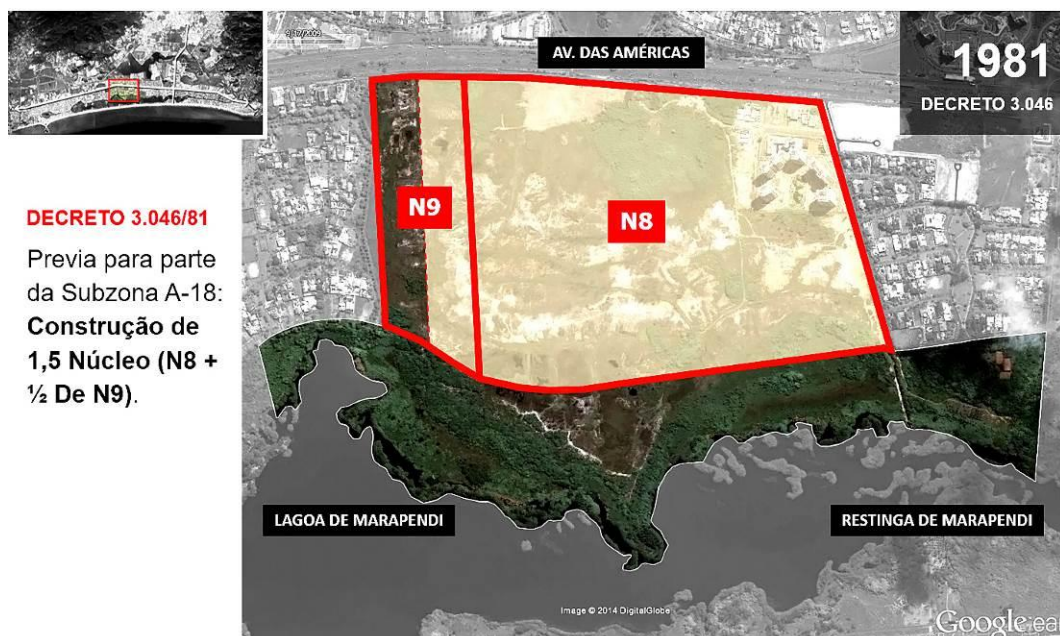 AV. DAS AMÉRICAS
1981
DECRETO 3.046
DECRETO 3.046/81
Previa para parte
da Subzona A-18:
Construção de
1,5 Núcleo (N8 +
½ De N9).
N9
N8
LAGOA DE MARAPENDI
RESTINGA DE MARAPENDI
Image © 2014 DigitalGlobe
Google ea